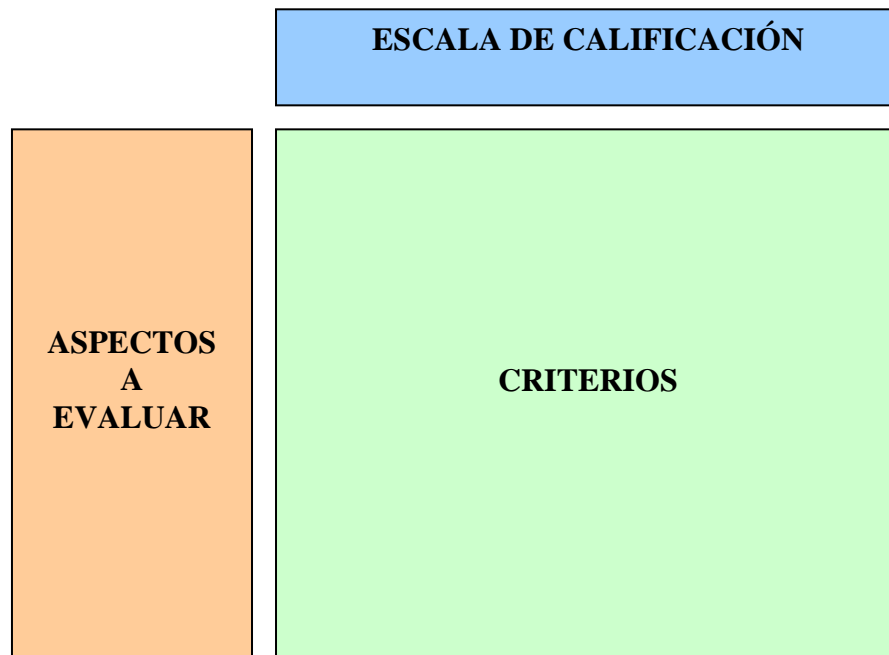 ESCALA DE CALIFICACIÓN
ASPECTOS
A
EVALUAR
CRITERIOS